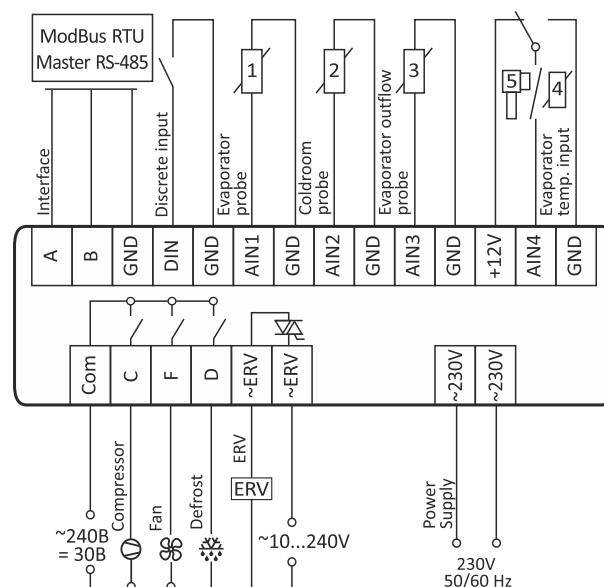 ModBus RTU
Master RS-485
Interface
Discrete input
Evaporator
probe
1
Coldroom
probe
2
Evaporator outflow
probe
3
5
4
Evaporator
temp. input
A
B
GND
DIN
GND
AIN1
GND
AIN2
GND
AIN3
GND
+12V
AIN4
GND
Com
C
F
D
~ERV
~ERV
~230V
~230V
~240В
= 30В
Compressor
Fan
Defrost
ERV
ERV
~10...240V
Power
Supply
230V
50/60 Hz